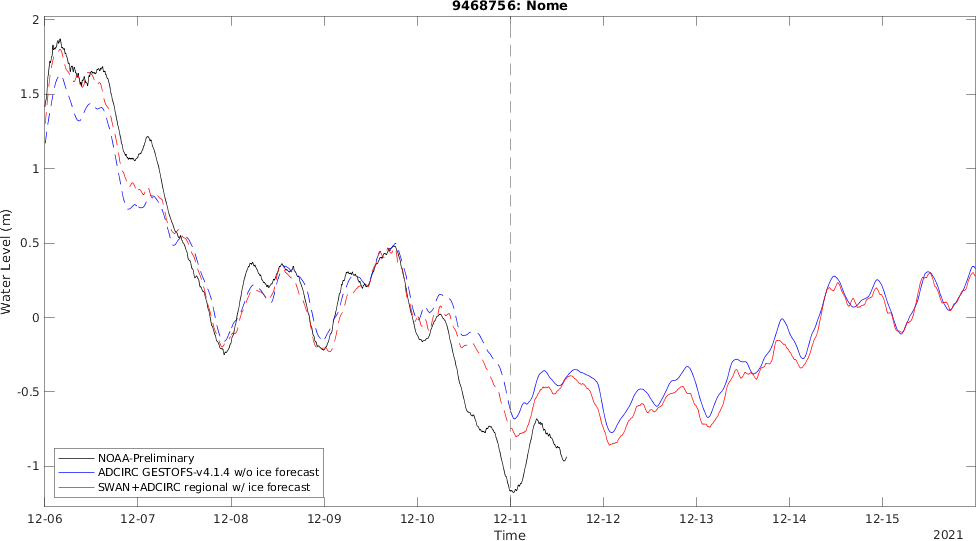 9468756: Nome
2
1.5
1
0.5
0
-0.5
-1
Water Level (m)
NOAA-Preliminary
ADCIRC GESTOFS-v4.1.4 w/o ice forecast
SWAN+ADCIRC regional w/ ice forecast
12-06 12-07 12-08 12-09 12-10 12-11 12-12 12-13 12-14 12-15
Time
2021